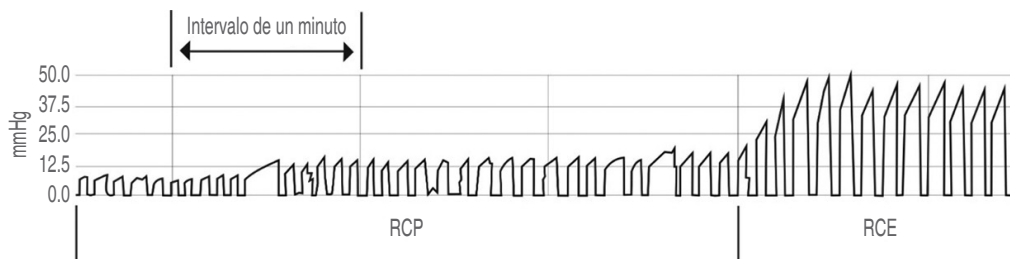 Intervalo de un minuto
50.0
37.5
25.0
12.5
0.0
mmHg
RCP
RCE